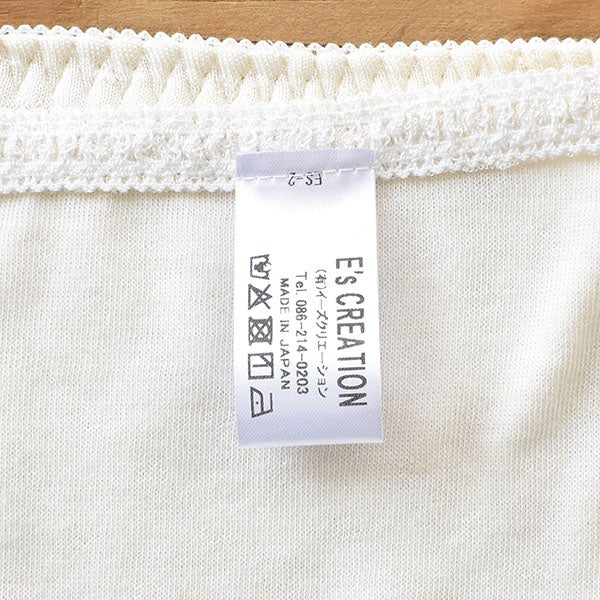 ES-2
E's CREATION
(有)イーズクリエーション
Tel. 086-214-0203
MADE IN JAPAN